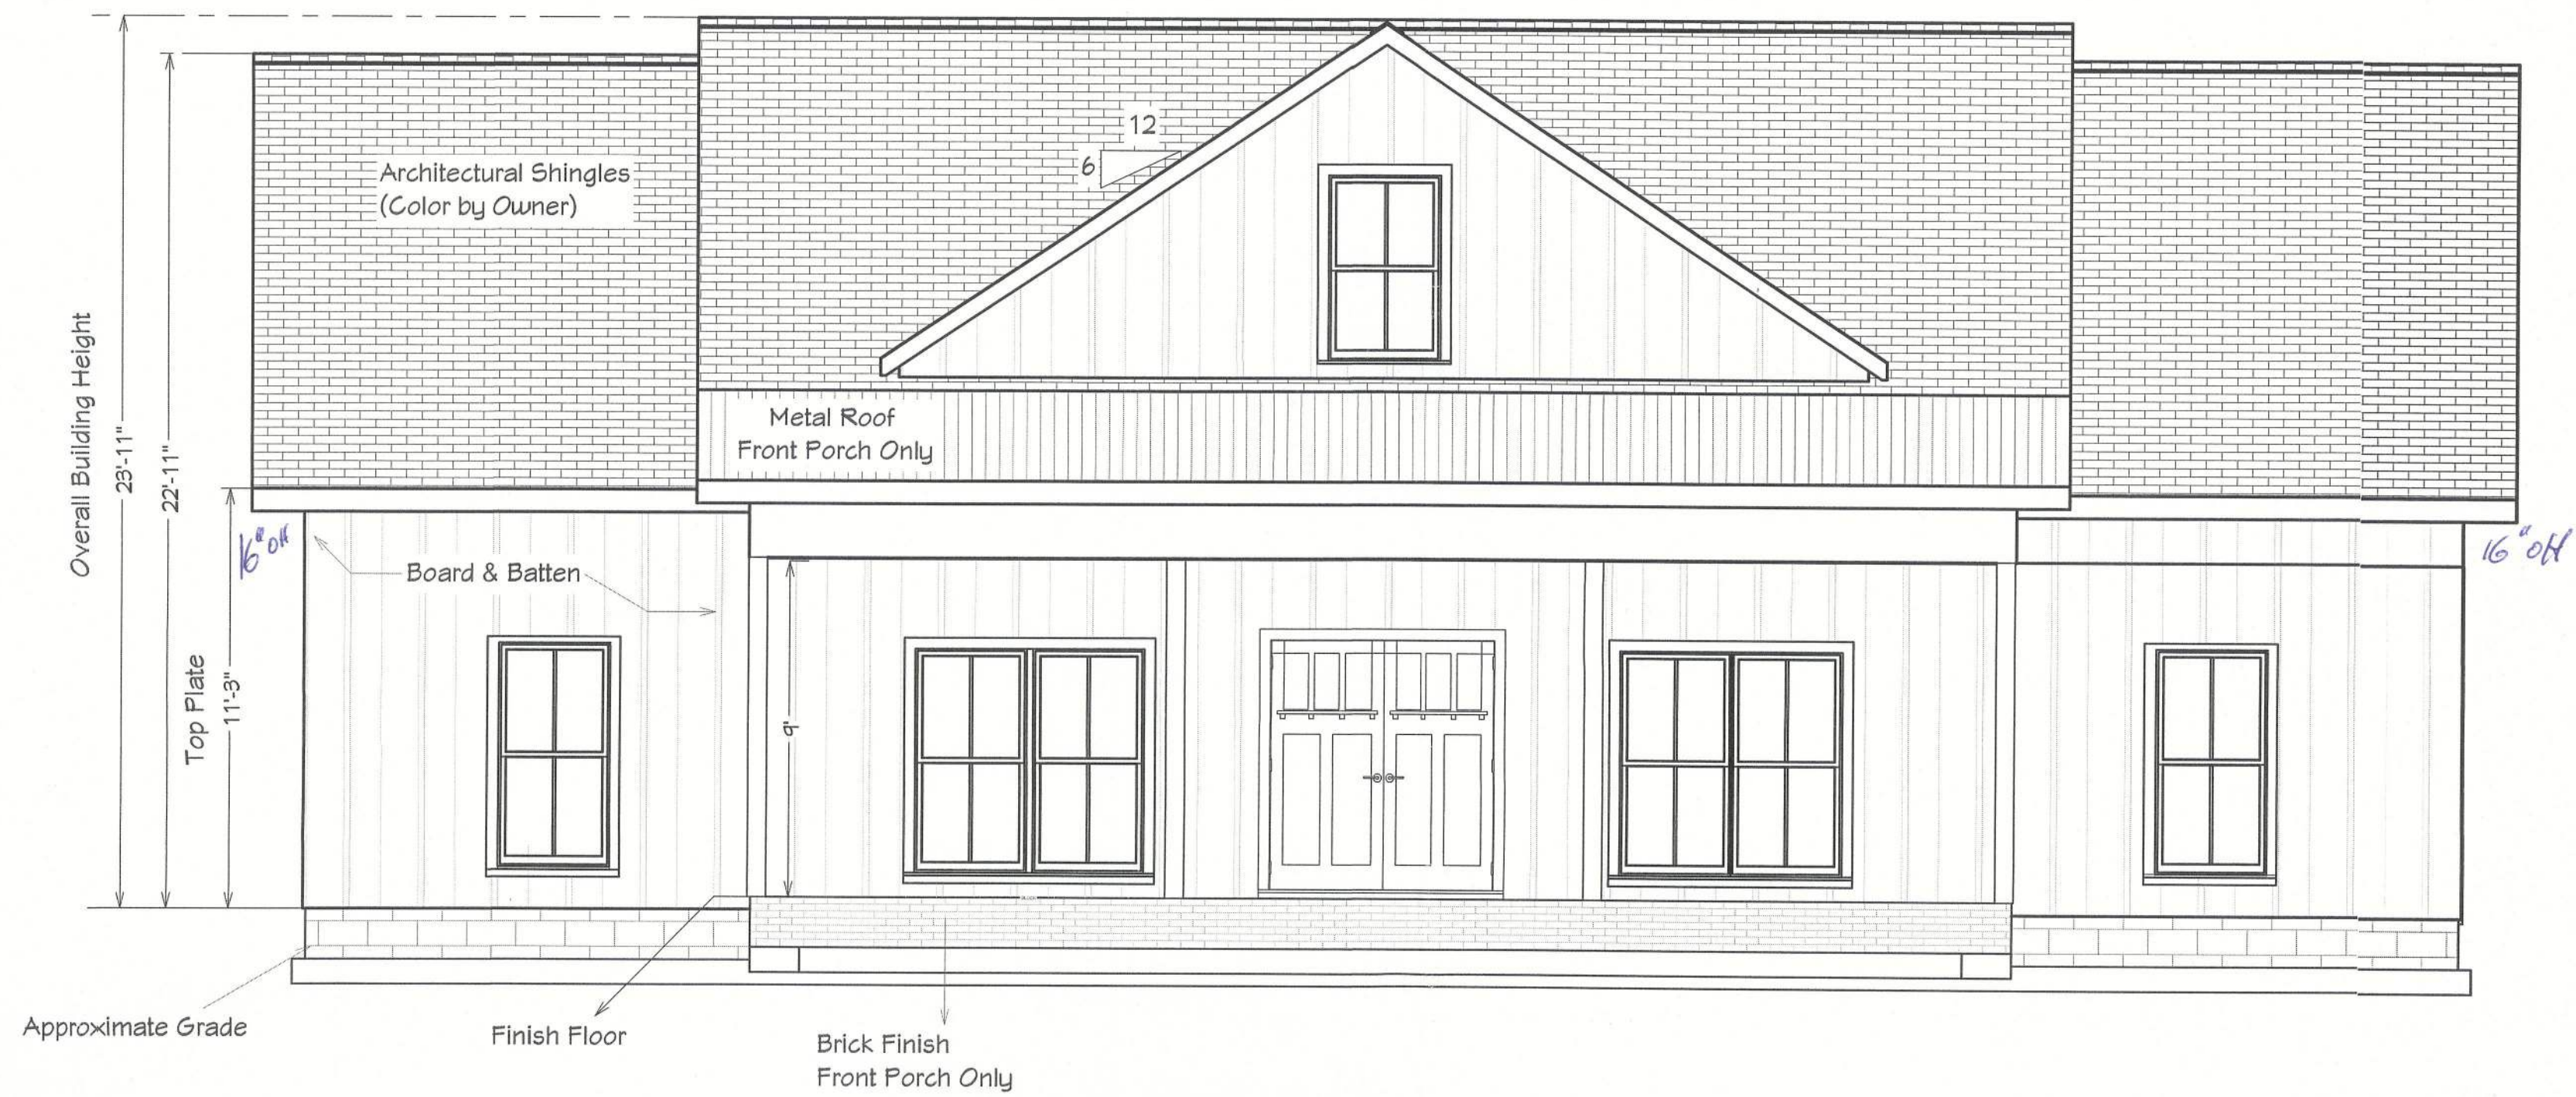 Overall Building Height
23'-11"
22'-11"
Top Plate
11'-3"
Architectural Shingles
(Color by Owner)
12
6
Metal Roof
Front Porch Only
16" OH
Board & Batten
9'
16" OH
Approximate Grade
Finish Floor
Brick Finish
Front Porch Only